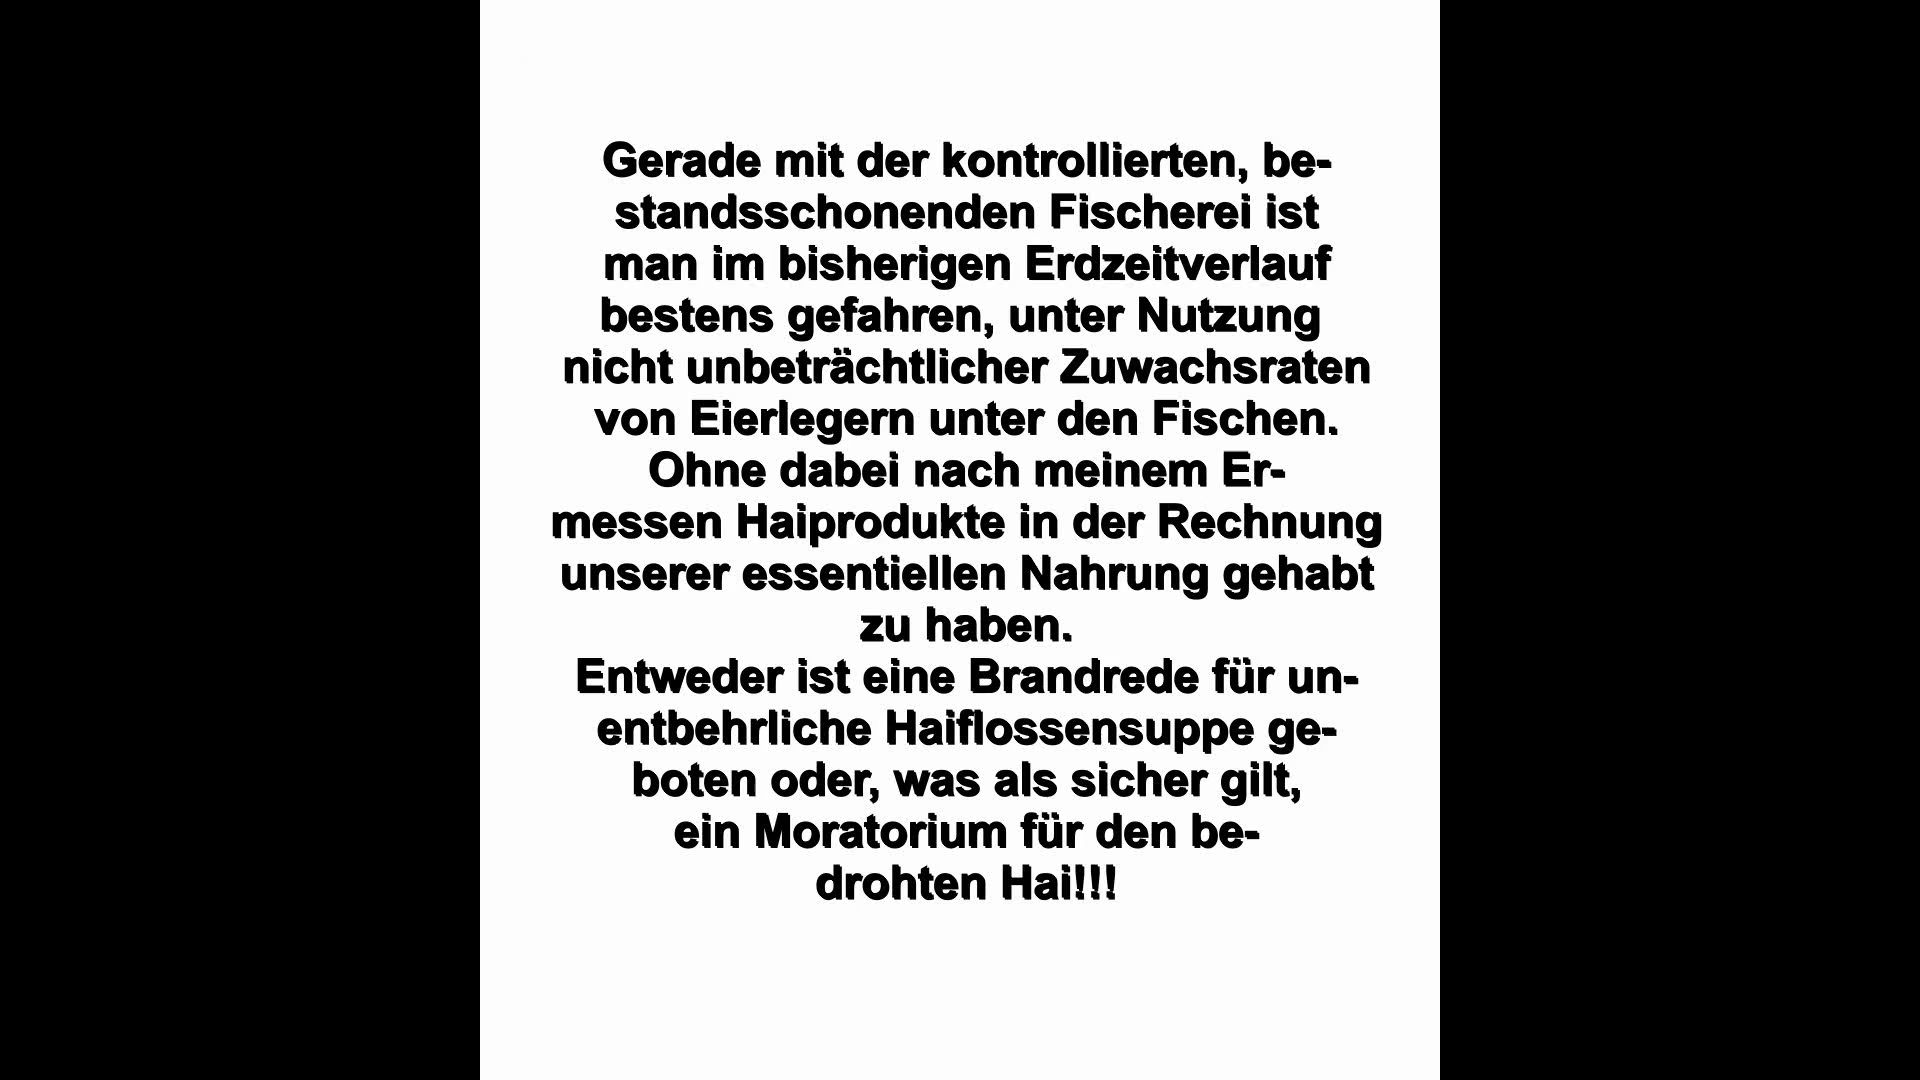 Gerade mit der kontrollierten, be-
standsschonenden Fischerei ist
man im bisherigen Erdzeitverlauf
bestens gefahren, unter Nutzung
nicht unbeträchtlicher Zuwachsraten
von Eierlegern unter den Fischen.
Ohne dabei nach meinem Er-
messen Haiprodukte in der Rechnung
unserer essentiellen Nahrung gehabt
zu haben.
Entweder ist eine Brandrede für un-
entbehrliche Haiflossensuppe ge-
boten oder, was als sicher gilt,
ein Moratorium für den be-
drohten Hai!!!